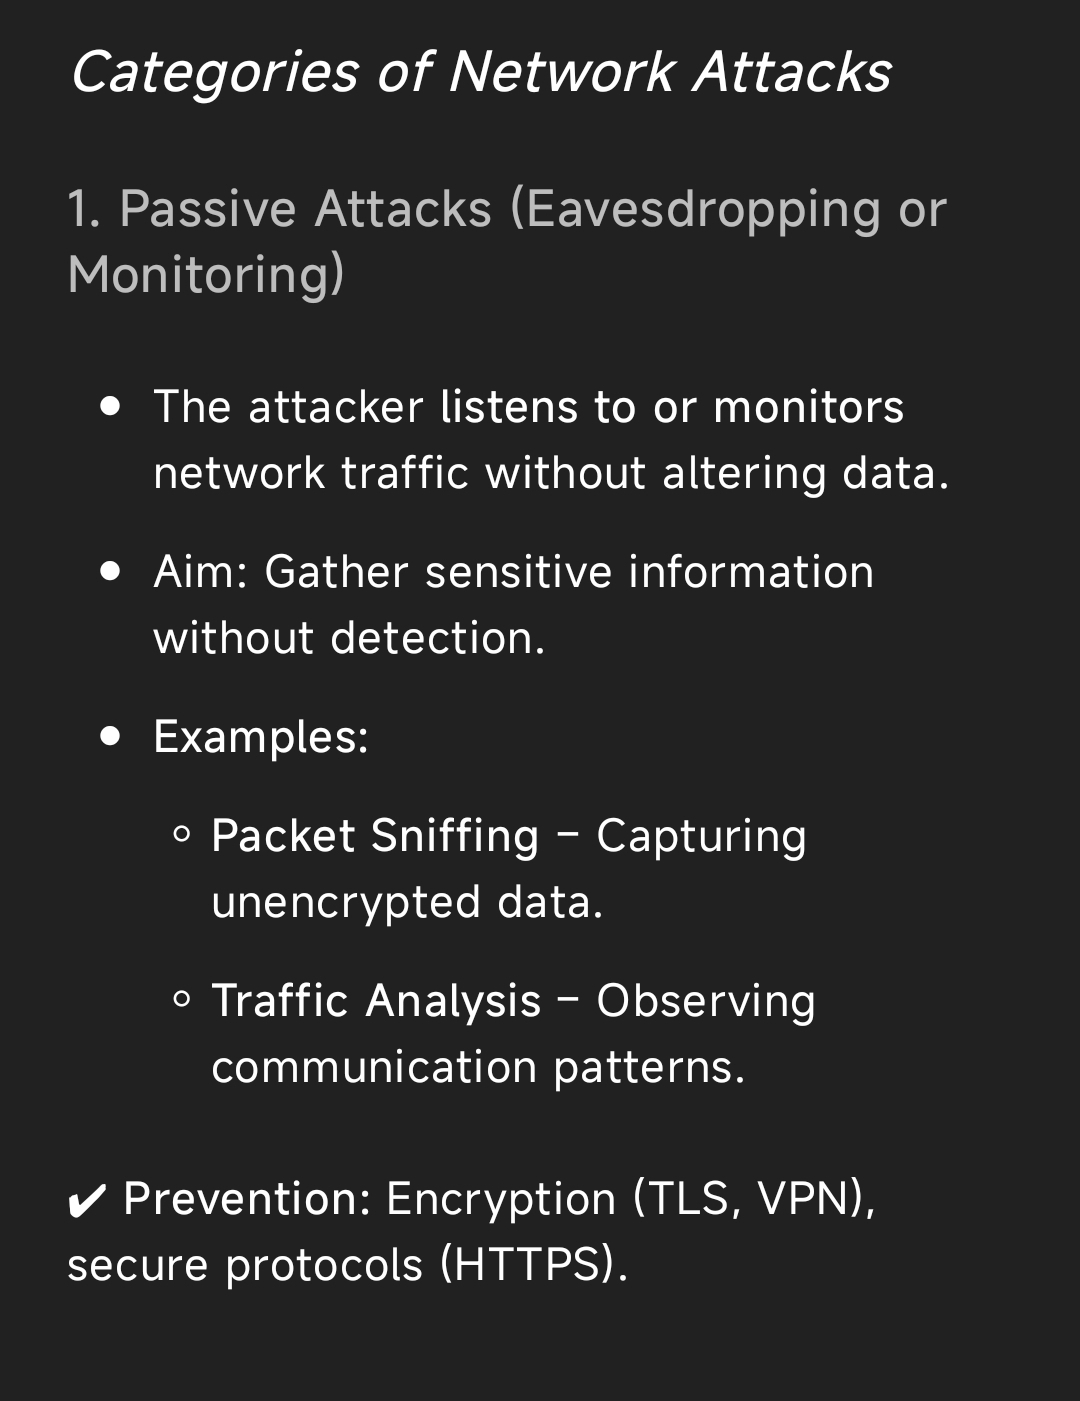 Categories of Network Attacks
1. Passive Attacks (Eavesdropping or
Monitoring)
● The attacker listens to or monitors
network traffic without altering data.
● Aim: Gather sensitive information
without detection.
● Examples:
○ Packet Sniffing – Capturing
unencrypted data.
○ Traffic Analysis – Observing
communication patterns.
✔ Prevention: Encryption (TLS, VPN),
secure protocols (HTTPS).